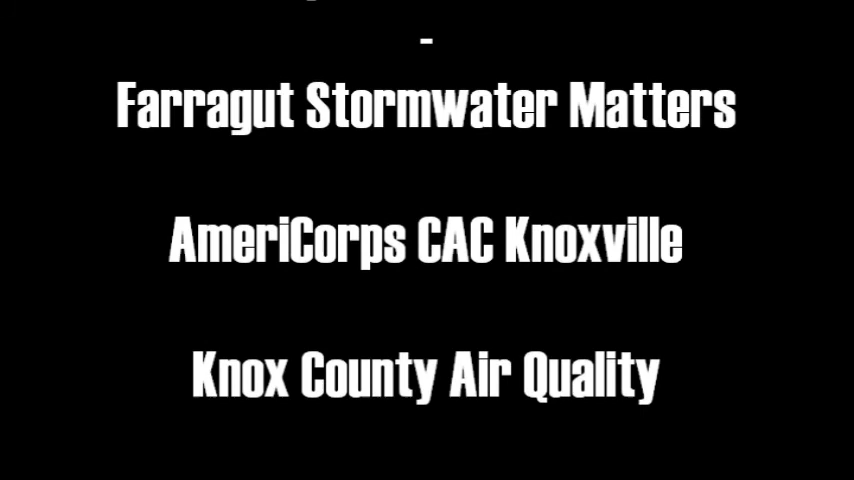 -
Farragut Stormwater Matters
AmeriCorps CAC Knoxville
Knox County Air Quality